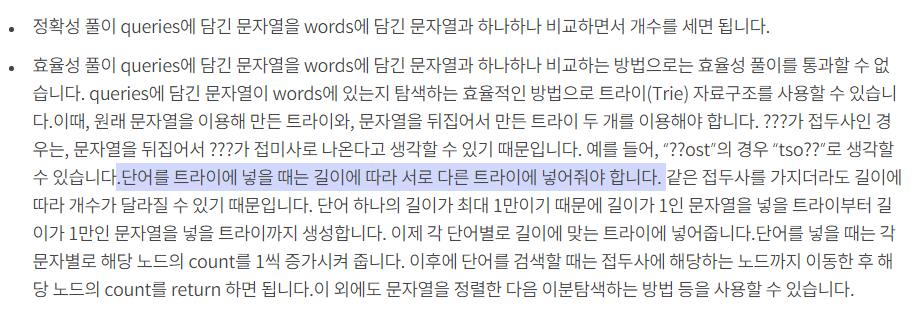 정확성 풀이 queries에 담긴 문자열을 words에 담긴 문자열과 하나하나 비교하면서 개수를 세면 됩니다.
효율성 풀이 queries에 담긴 문자열을 words에 담긴 문자열과 하나하나 비교하는 방법으로는 효율성 풀이를 통과할 수 없
습니다. queries에 담긴 문자열이 words에 있는지 탐색하는 효율적인 방법으로 트라이(Trie) 자료구조를 사용할 수 있습니
다.이때, 원래 문자열을 이용해 만든 트라이와, 문자열을 뒤집어서 만든 트라이 두 개를 이용해야 합니다. ???가 접두사인 경
우는, 문자열을 뒤집어서 ???가 접미사로 나온다고 생각할 수 있기 때문입니다. 예를 들어, “??ost”의 경우 “tso??”로 생각할
수 있습니다.단어를 트라이에 넣을 때는 길이에 따라 서로 다른 트라이에 넣어줘야 합니다. 같은 접두사를 가지더라도 길이에
따라 개수가 달라질 수 있기 때문입니다. 단어 하나의 길이가 최대 1만이기 때문에 길이가 1인 문자열을 넣을 트라이부터 길
이가 1만인 문자열을 넣을 트라이까지 생성합니다. 이제 각 단어별로 길이에 맞는 트라이에 넣어줍니다.단어를 넣을 때는 각
문자별로 해당 노드의 count를 1씩 증가시켜 줍니다. 이후에 단어를 검색할 때는 접두사에 해당하는 노드까지 이동한 후 해
당 노드의 count를 return 하면 됩니다.이 외에도 문자열을 정렬한 다음 이분탐색하는 방법 등을 사용할 수 있습니다.